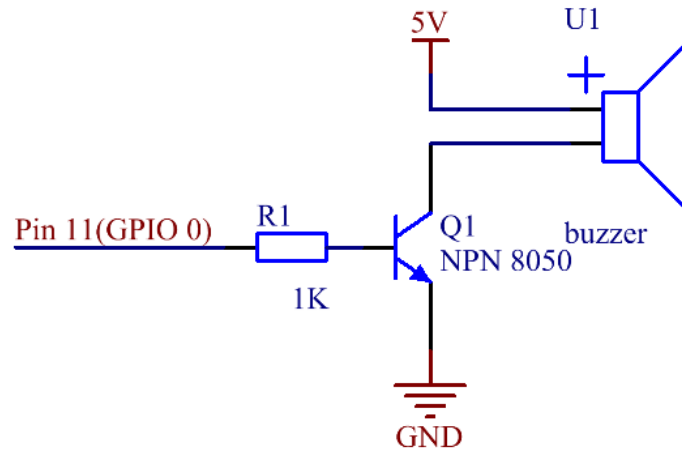 5V
U1
+
Pin 11(GPIO 0)
R1
1K
Q1
NPN 8050
buzzer
GND